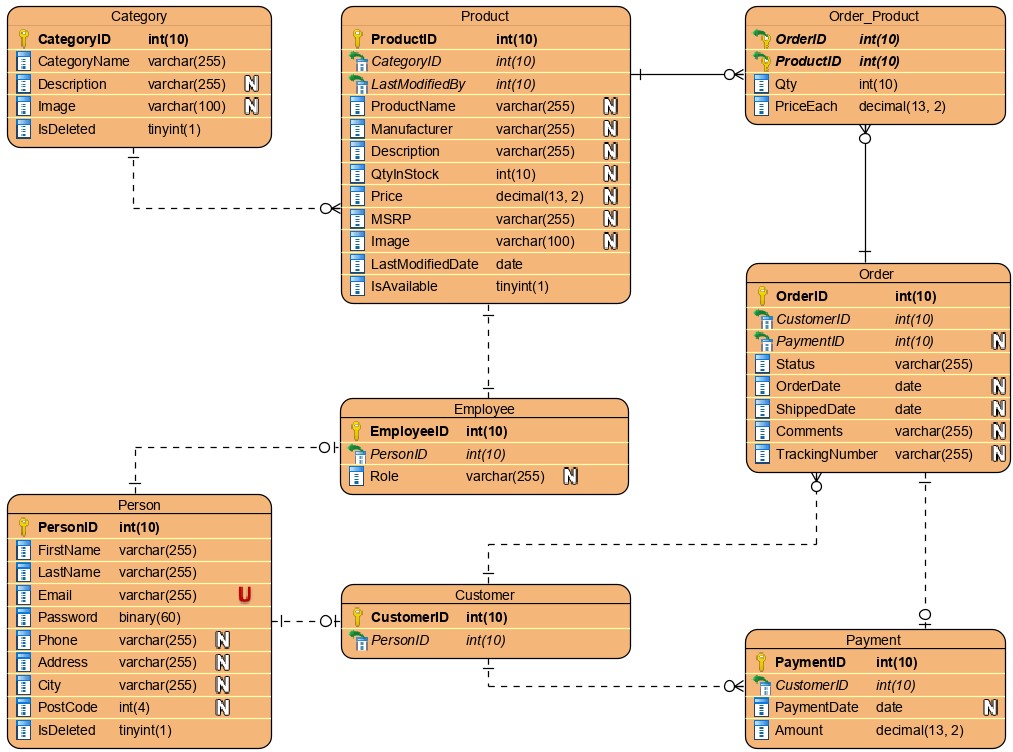 Category
CategoryID int(10)
CategoryName varchar(255)
Description varchar(255) N
Image varchar(100) N
IsDeleted tinyint(1)
Product
ProductID int(10)
CategoryID int(10)
LastModifiedBy int(10)
ProductName varchar(255) N
Manufacturer varchar(255) N
Description varchar(255) N
QtyInStock int(10) N
Price decimal(13, 2) N
MSRP varchar(255) N
Image varchar(100) N
LastModifiedDate date
IsAvailable tinyint(1)
Order_Product
OrderID int(10)
ProductID int(10)
Qty int(10)
PriceEach decimal(13, 2)
Order
OrderID int(10)
CustomerID int(10)
PaymentID int(10) N
Status varchar(255)
OrderDate date N
ShippedDate date N
Comments varchar(255) N
TrackingNumber varchar(255) N
Employee
EmployeeID int(10)
PersonID int(10)
Role varchar(255) N
Person
PersonID int(10)
FirstName varchar(255)
LastName varchar(255)
Email varchar(255) U
Password binary(60)
Phone varchar(255) N
Address varchar(255) N
City varchar(255) N
PostCode int(4) N
IsDeleted tinyint(1)
Customer
CustomerID int(10)
PersonID int(10)
Payment
PaymentID int(10)
CustomerID int(10)
PaymentDate date N
Amount decimal(13, 2)